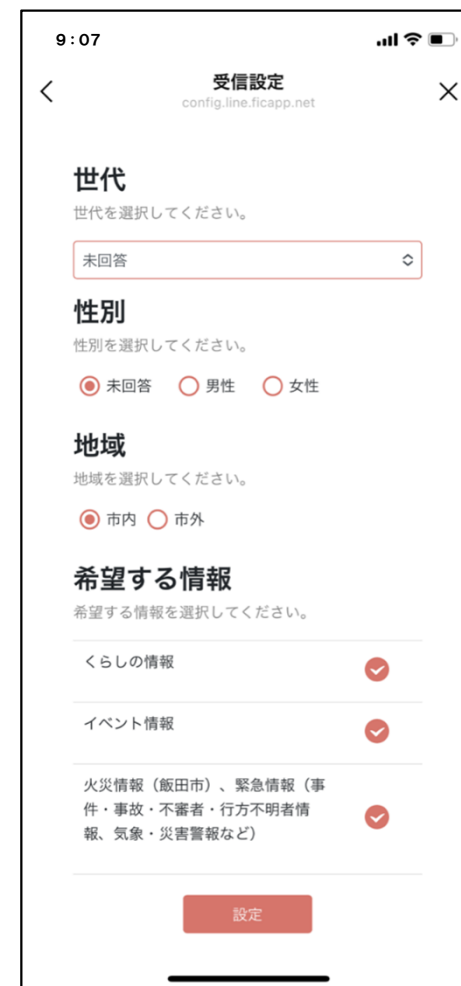 9:07
受信設定
config.line.ficapp.net
世代
世代を選択してください。
未回答
性別
性別を選択してください。
未回答 男性 女性
地域
地域を選択してください。
市内 市外
希望する情報
希望する情報を選択してください。
くらしの情報
イベント情報
火災情報（飯田市）、緊急情報（事
件・事故・不審者・行方不明者情
報、気象・災害警報など）
設定